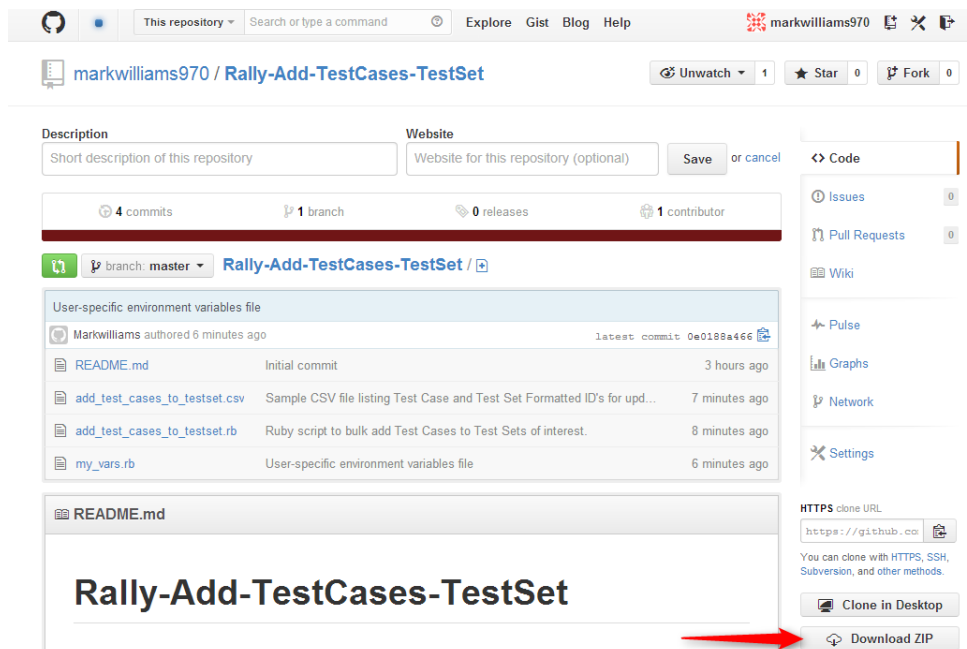 This repository Search or type a command Explore Gist Blog Help markwilliams970
markwilliams970 / Rally-Add-TestCases-TestSet Unwatch 1 Star 0 Fork 0
Description Website
Short description of this repository Website for this repository (optional) Save or cancel
4 commits 1 branch 0 releases 1 contributor
branch: master Rally-Add-TestCases-TestSet /
User-specific environment variables file
Markwilliams authored 6 minutes ago latest commit 0e0188a466
README.md Initial commit 3 hours ago
add_test_cases_to_testset.csv Sample CSV file listing Test Case and Test Set Formatted ID's for upd... 7 minutes ago
add_test_cases_to_testset.rb Ruby script to bulk add Test Cases to Test Sets of interest. 8 minutes ago
my_vars.rb User-specific environment variables file 6 minutes ago
README.md
Rally-Add-TestCases-TestSet
Code
Issues 0
Pull Requests 0
Wiki
Pulse
Graphs
Network
Settings
HTTPS clone URL
https://github.co
You can clone with HTTPS, SSH,
Subversion, and other methods.
Clone in Desktop
Download ZIP